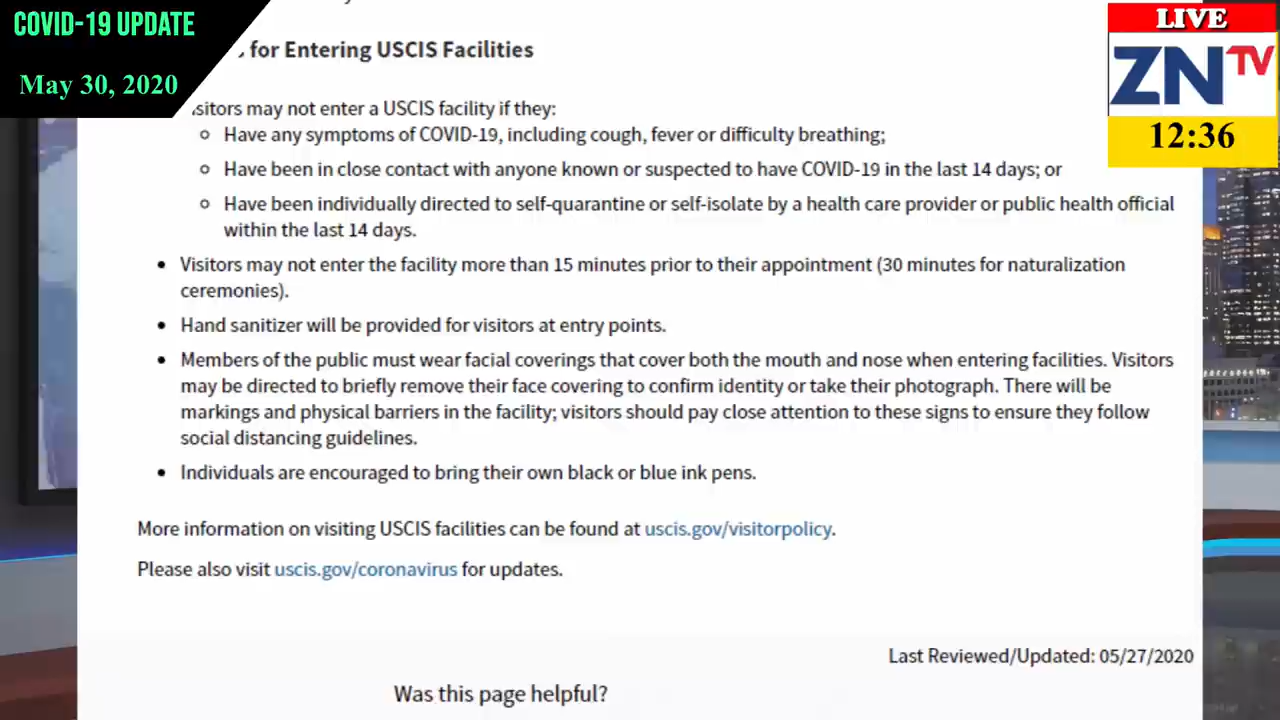 COVID-19 UPDATE
May 30, 2020
LIVE
ZNTV
12:36
for Entering USCIS Facilities
isitors may not enter a USCIS facility if they:
Have any symptoms of COVID-19, including cough, fever or difficulty breathing;
Have been in close contact with anyone known or suspected to have COVID-19 in the last 14 days; or
Have been individually directed to self-quarantine or self-isolate by a health care provider or public health official
within the last 14 days.
Visitors may not enter the facility more than 15 minutes prior to their appointment (30 minutes for naturalization
ceremonies).
Hand sanitizer will be provided for visitors at entry points.
Members of the public must wear facial coverings that cover both the mouth and nose when entering facilities. Visitors
may be directed to briefly remove their face covering to confirm identity or take their photograph. There will be
markings and physical barriers in the facility; visitors should pay close attention to these signs to ensure they follow
social distancing guidelines.
Individuals are encouraged to bring their own black or blue ink pens.
More information on visiting USCIS facilities can be found at uscis.gov/visitorpolicy.
Please also visit uscis.gov/coronavirus for updates.
Last Reviewed/Updated: 05/27/2020
Was this page helpful?